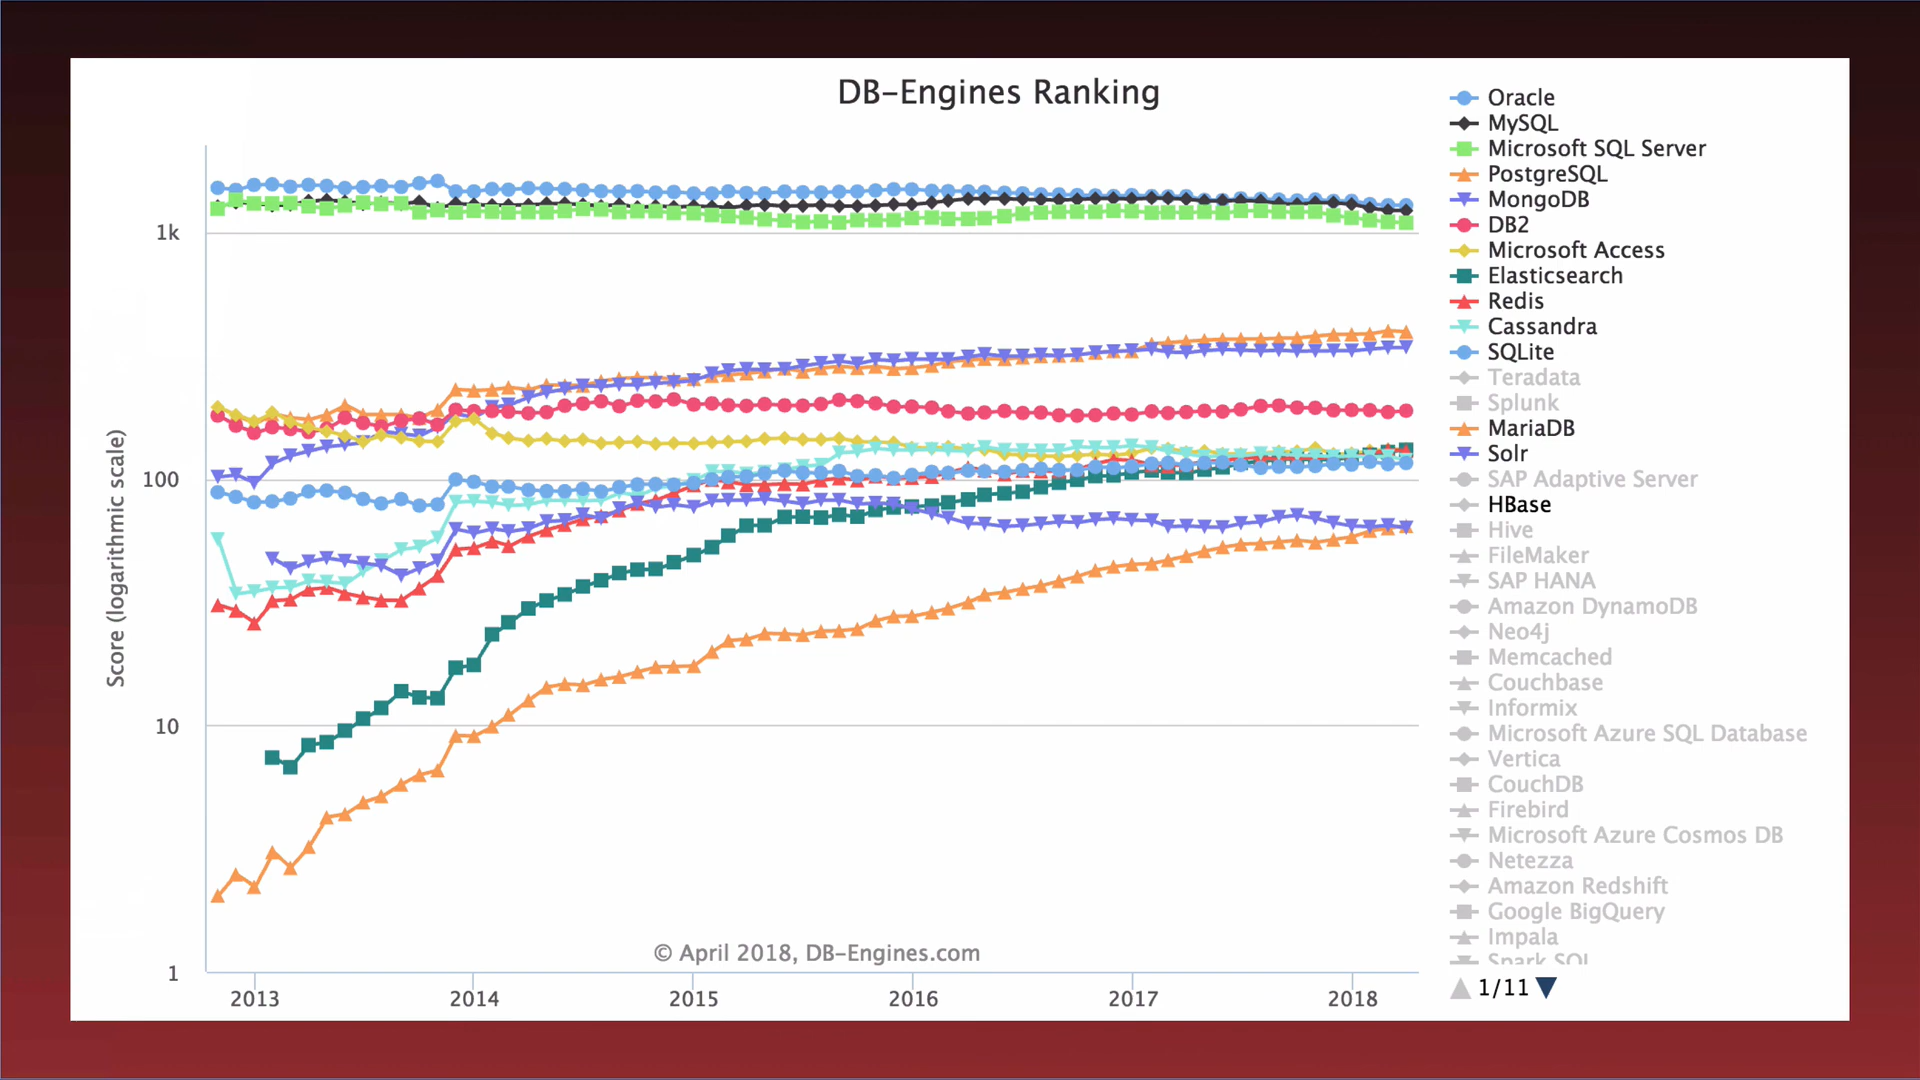 DB-Engines Ranking
Score (logarithmic scale)
1k
100
10
1
2013
2014
2015
2016
2017
2018
© April 2018, DB-Engines.com
Oracle
MySQL
Microsoft SQL Server
PostgreSQL
MongoDB
DB2
Microsoft Access
Elasticsearch
Redis
Cassandra
SQLite
Teradata
Splunk
MariaDB
Solr
SAP Adaptive Server
HBase
Hive
FileMaker
SAP HANA
Amazon DynamoDB
Neo4j
Memcached
Couchbase
Informix
Microsoft Azure SQL Database
Vertica
CouchDB
Firebird
Microsoft Azure Cosmos DB
Netezza
Amazon Redshift
Google BigQuery
Impala
Spark SQL
1/11